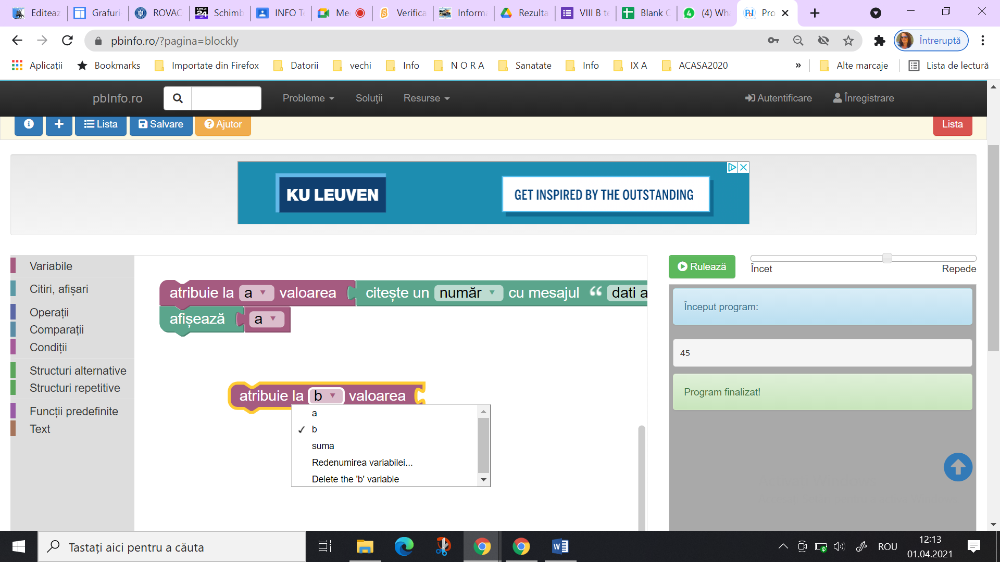 Editeaz
Grafuri-
ROVAC
Schimb
INFO Te
Me
Verifica
Inform
Rezulta
VIII B te
Blank
(4) Wh
Pro
pbinfo.ro/?pagina=blockly
Întreruptă
Aplicații
Bookmarks
Importate din Firefox
Datorii
vechi
Info
N O R A
Sanatate
Info
IX A
ACASA2020
»
Alte marcaje
Lista de lectură
pbInfo.ro
Probleme
Soluţii
Resurse
Autentificare
Înregistrare
Lista
Salvare
Ajutor
Lista
KU LEUVEN
GET INSPIRED BY THE OUTSTANDING
Variabile
Citiri, afișari
Operații
Comparații
Condiții
Structuri alternative
Structuri repetitive
Funcții predefinite
Text
atribuie la a valoarea citește un număr cu mesajul “ dati a
afișează a
atribuie la b valoarea
a
✓ b
suma
Redenumirea variabilei...
Delete the 'b' variable
Rulează
Încet
Repede
Început program:
45
Program finalizat!
Tastați aici pentru a căuta
ROU
12:13
01.04.2021